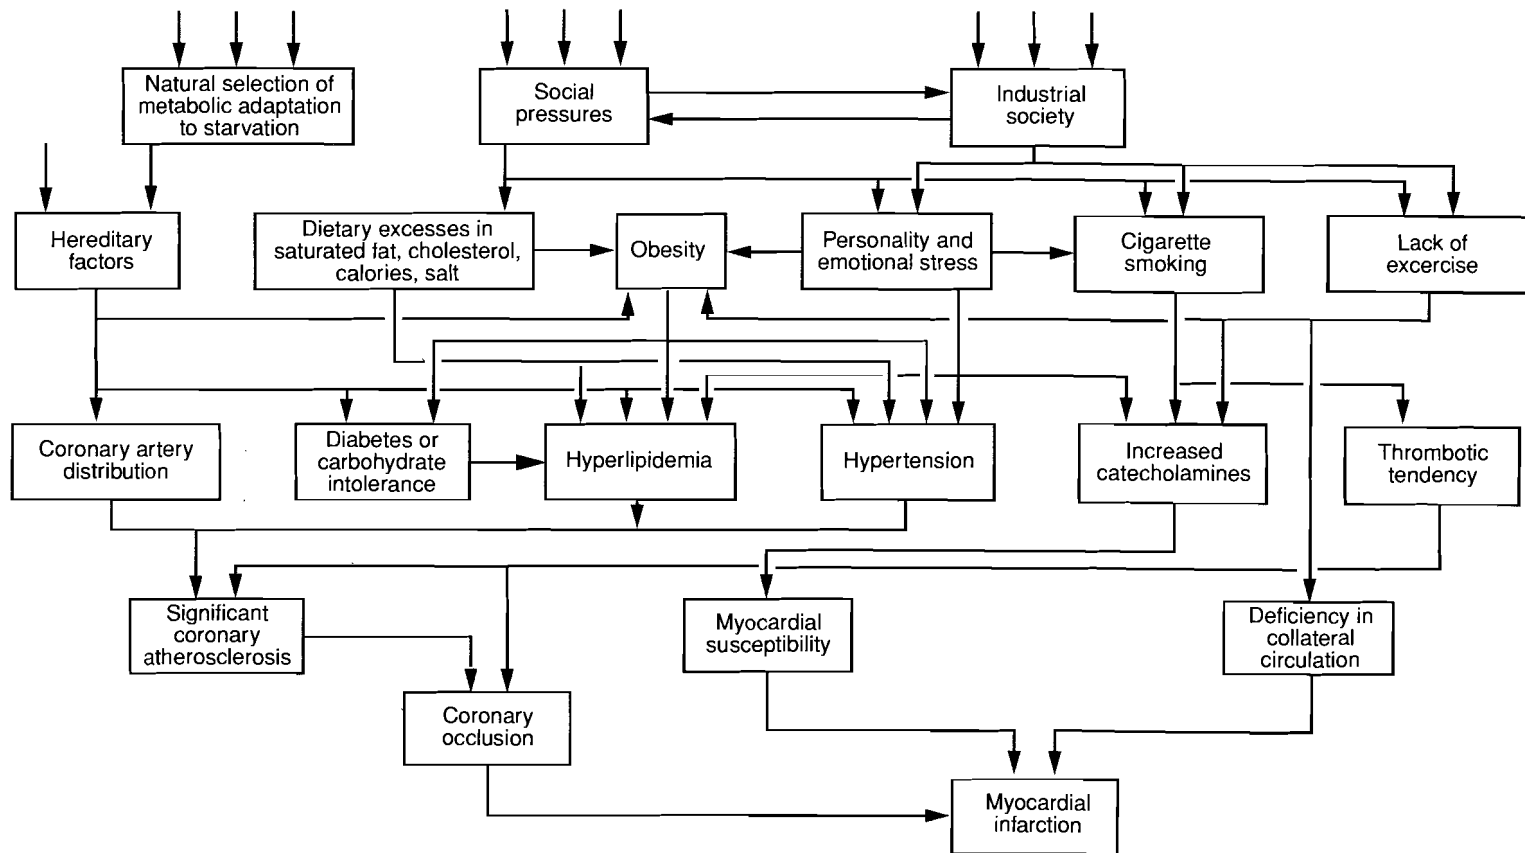 Natural selection of
metabolic adaptation
to starvation
Social
pressures
Industrial
society
Hereditary
factors
Dietary excesses in
saturated fat, cholesterol,
calories, salt
Obesity
Personality and
emotional stress
Cigarette
smoking
Lack of
excercise
Coronary artery
distribution
Diabetes or
carbohydrate
intolerance
Hyperlipidemia
Hypertension
Increased
catecholamines
Thrombotic
tendency
Significant
coronary
atherosclerosis
Myocardial
susceptibility
Deficiency in
collateral
circulation
Coronary
occlusion
Myocardial
infarction